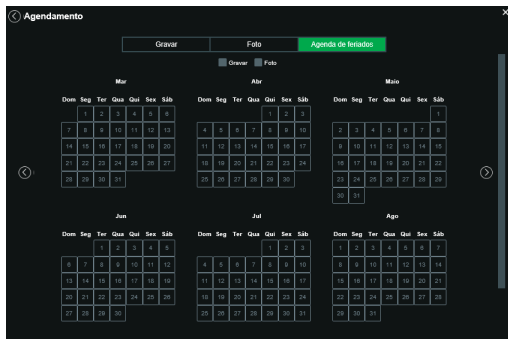 Agendamento
Gravar Foto Agenda de feriados
Gravar Foto
Mar Abr Maio
Dom Seg Ter Qua Qui Sex Sáb Dom Seg Ter Qua Qui Sex Sáb Dom Seg Ter Qua Qui Sex Sáb
1 2 3 4 5 6 1 2 3 1
7 8 9 10 11 12 13 4 5 6 7 8 9 10 2 3 4 5 6 7 8
14 15 16 17 18 19 20 11 12 13 14 15 16 17 9 10 11 12 13 14 15
21 22 23 24 25 26 27 18 19 20 21 22 23 24 16 17 18 19 20 21 22
28 29 30 31 25 26 27 28 29 30 23 24 25 26 27 28 29
30 31
Jun Jul Ago
Dom Seg Ter Qua Qui Sex Sáb Dom Seg Ter Qua Qui Sex Sáb Dom Seg Ter Qua Qui Sex Sáb
1 2 3 4 5 1 2 3 1 2 3 4 5 6 7
6 7 8 9 10 11 12 4 5 6 7 8 9 10 8 9 10 11 12 13 14
13 14 15 16 17 18 19 11 12 13 14 15 16 17 15 16 17 18 19 20 21
20 21 22 23 24 25 26 18 19 20 21 22 23 24 22 23 24 25 26 27 28
27 28 29 30 25 26 27 28 29 30 31 29 30 31